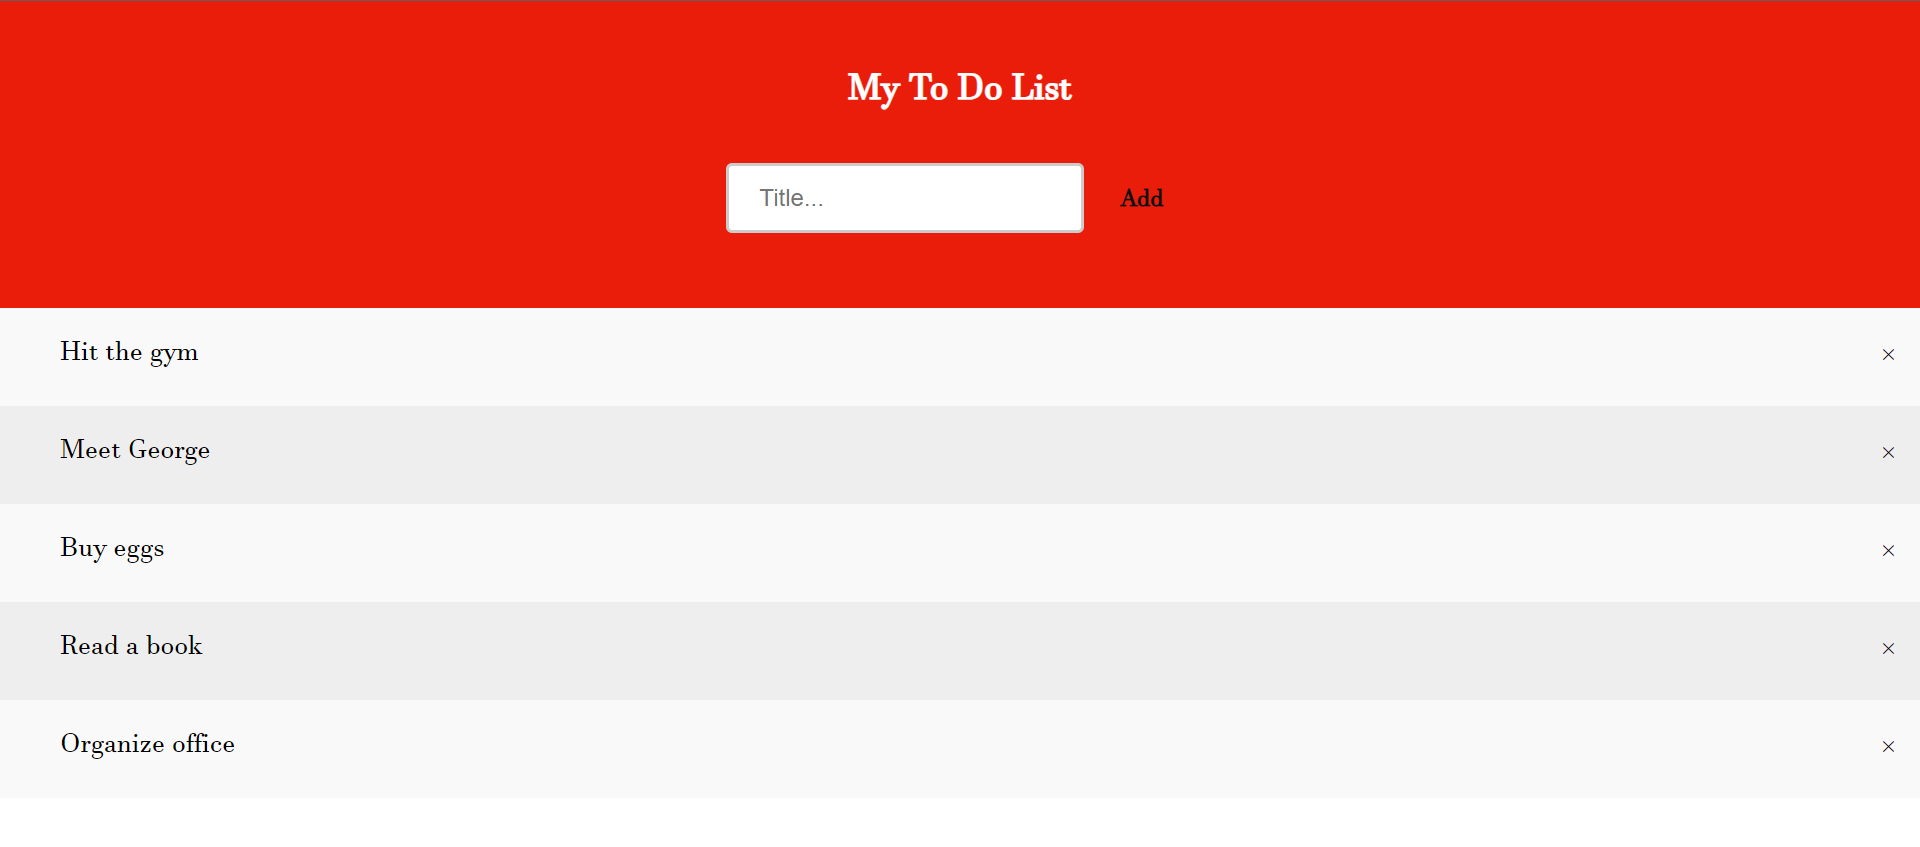 My To Do List
Title...
Add
Hit the gym
×
Meet George
×
Buy eggs
×
Read a book
×
Organize office
×